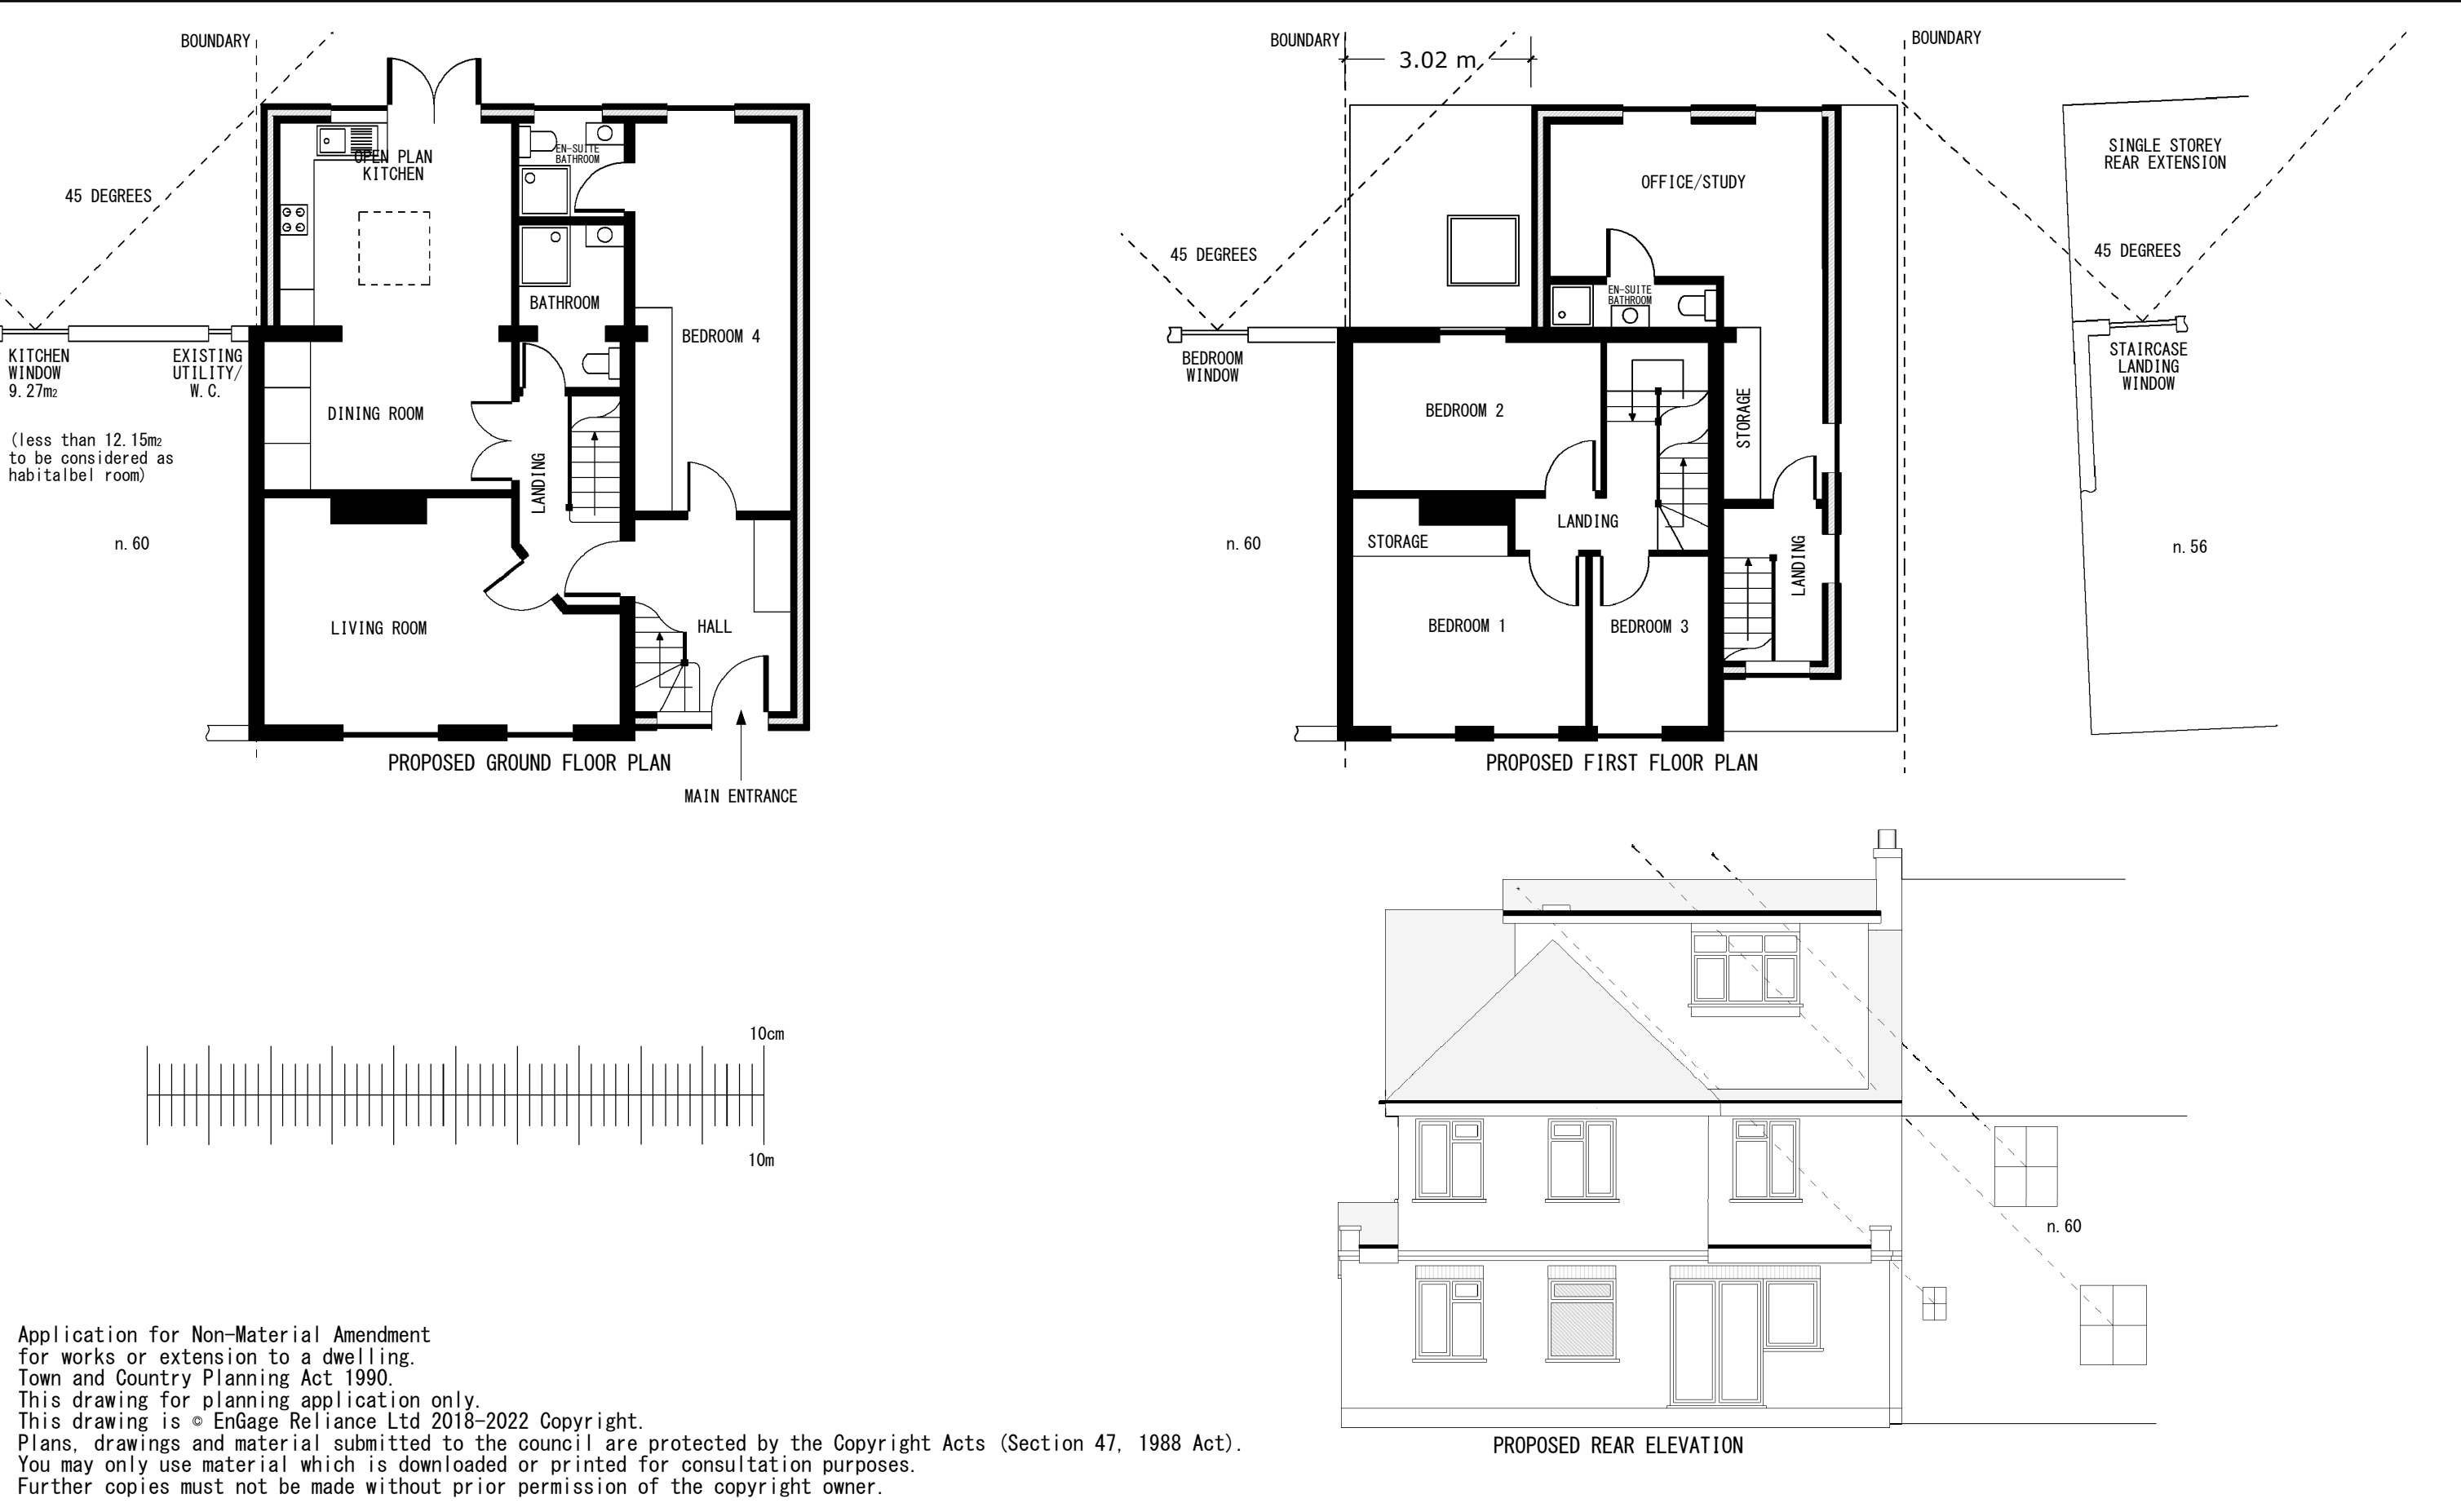 BOUNDARY
45 DEGREES
OPEN PLAN
KITCHEN
EN-SUITE
BATHROOM
BATHROOM
BEDROOM 4
KITCHEN
WINDOW
9.27m2
EXISTING
UTILITY/
W.C.
(less than 12.15m2
to be considered as
habitalbel room)
DINING ROOM
LANDING
n.60
LIVING ROOM
HALL
PROPOSED GROUND FLOOR PLAN
MAIN ENTRANCE
BOUNDARY
3.02 m
BOUNDARY
45 DEGREES
OFFICE/STUDY
EN-SUITE
BATHROOM
SINGLE STOREY
REAR EXTENSION
45 DEGREES
BEDROOM
WINDOW
STAIRCASE
LANDING
WINDOW
BEDROOM 2
STORAGE
LANDING
STORAGE
n.60
LANDING
n.56
BEDROOM 1
BEDROOM 3
PROPOSED FIRST FLOOR PLAN
10cm
10m
n.60
PROPOSED REAR ELEVATION
Application for Non-Material Amendment
for works or extension to a dwelling.
Town and Country Planning Act 1990.
This drawing for planning application only.
This drawing is © EnGage Reliance Ltd 2018-2022 Copyright.
Plans, drawings and material submitted to the council are protected by the Copyright Acts (Section 47, 1988 Act).
You may only use material which is downloaded or printed for consultation purposes.
Further copies must not be made without prior permission of the copyright owner.